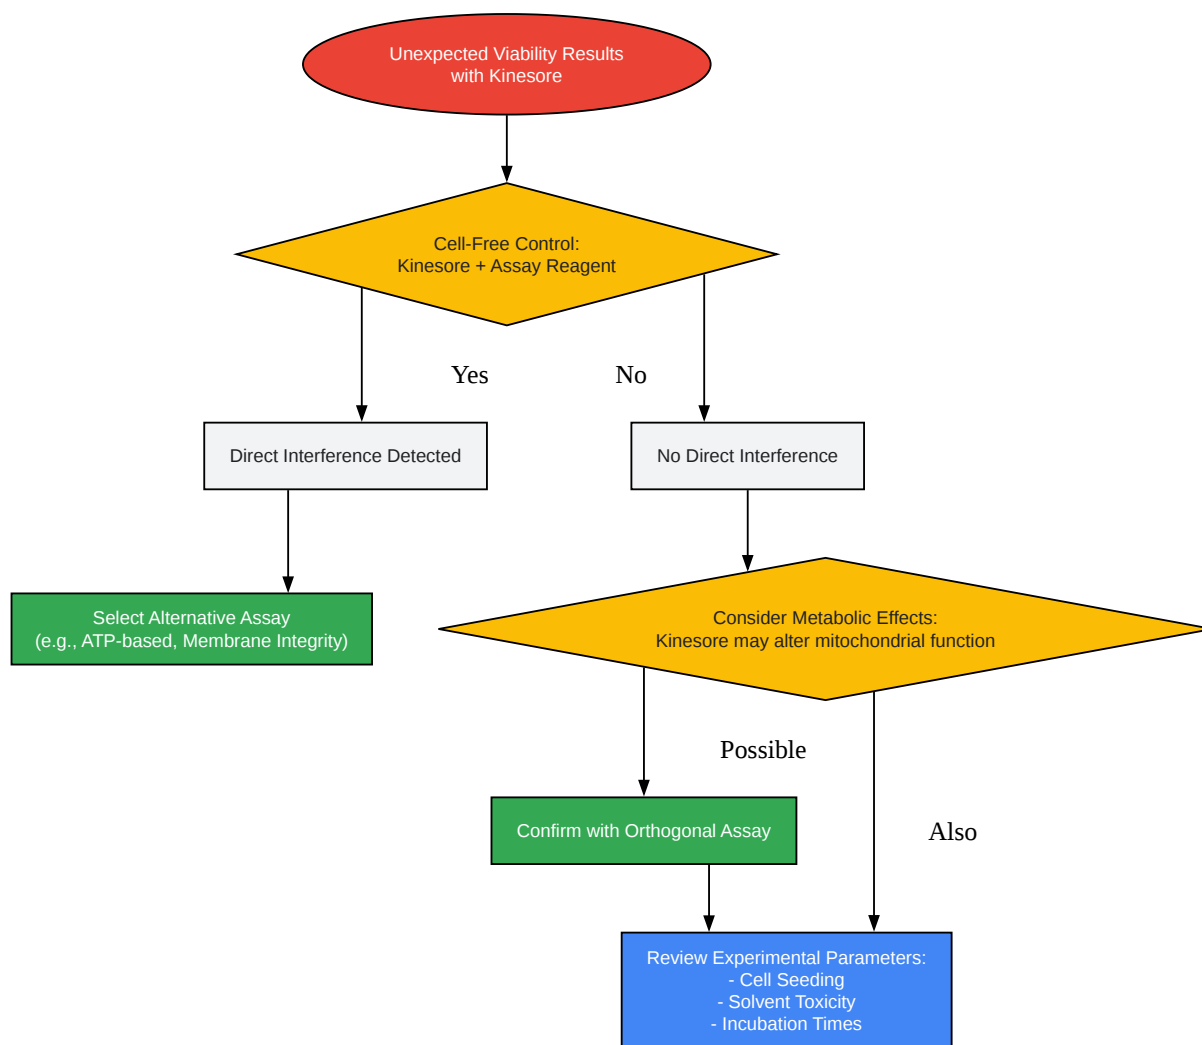 Unexpected Viability Results
with Kinesore
Cell-Free Control:
Kinesore + Assay Reagent
Yes
No
Direct Interference Detected
No Direct Interference
Select Alternative Assay
(e.g., ATP-based, Membrane Integrity)
Consider Metabolic Effects:
Kinesore may alter mitochondrial function
Possible
Confirm with Orthogonal Assay
Also
Review Experimental Parameters:
- Cell Seeding
- Solvent Toxicity
- Incubation Times